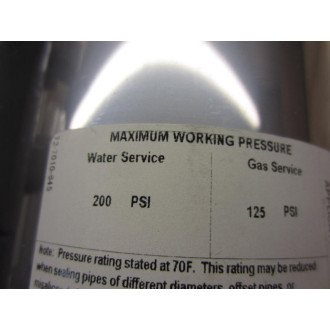 MAXIMUM WORKING PRESSURE
Water Service
Gas Service
200 PSI
125 PSI
Note: Pressure rating stated at 70F. This rating may be reduced
when sealing pipes of different diameters, offset pipes, or